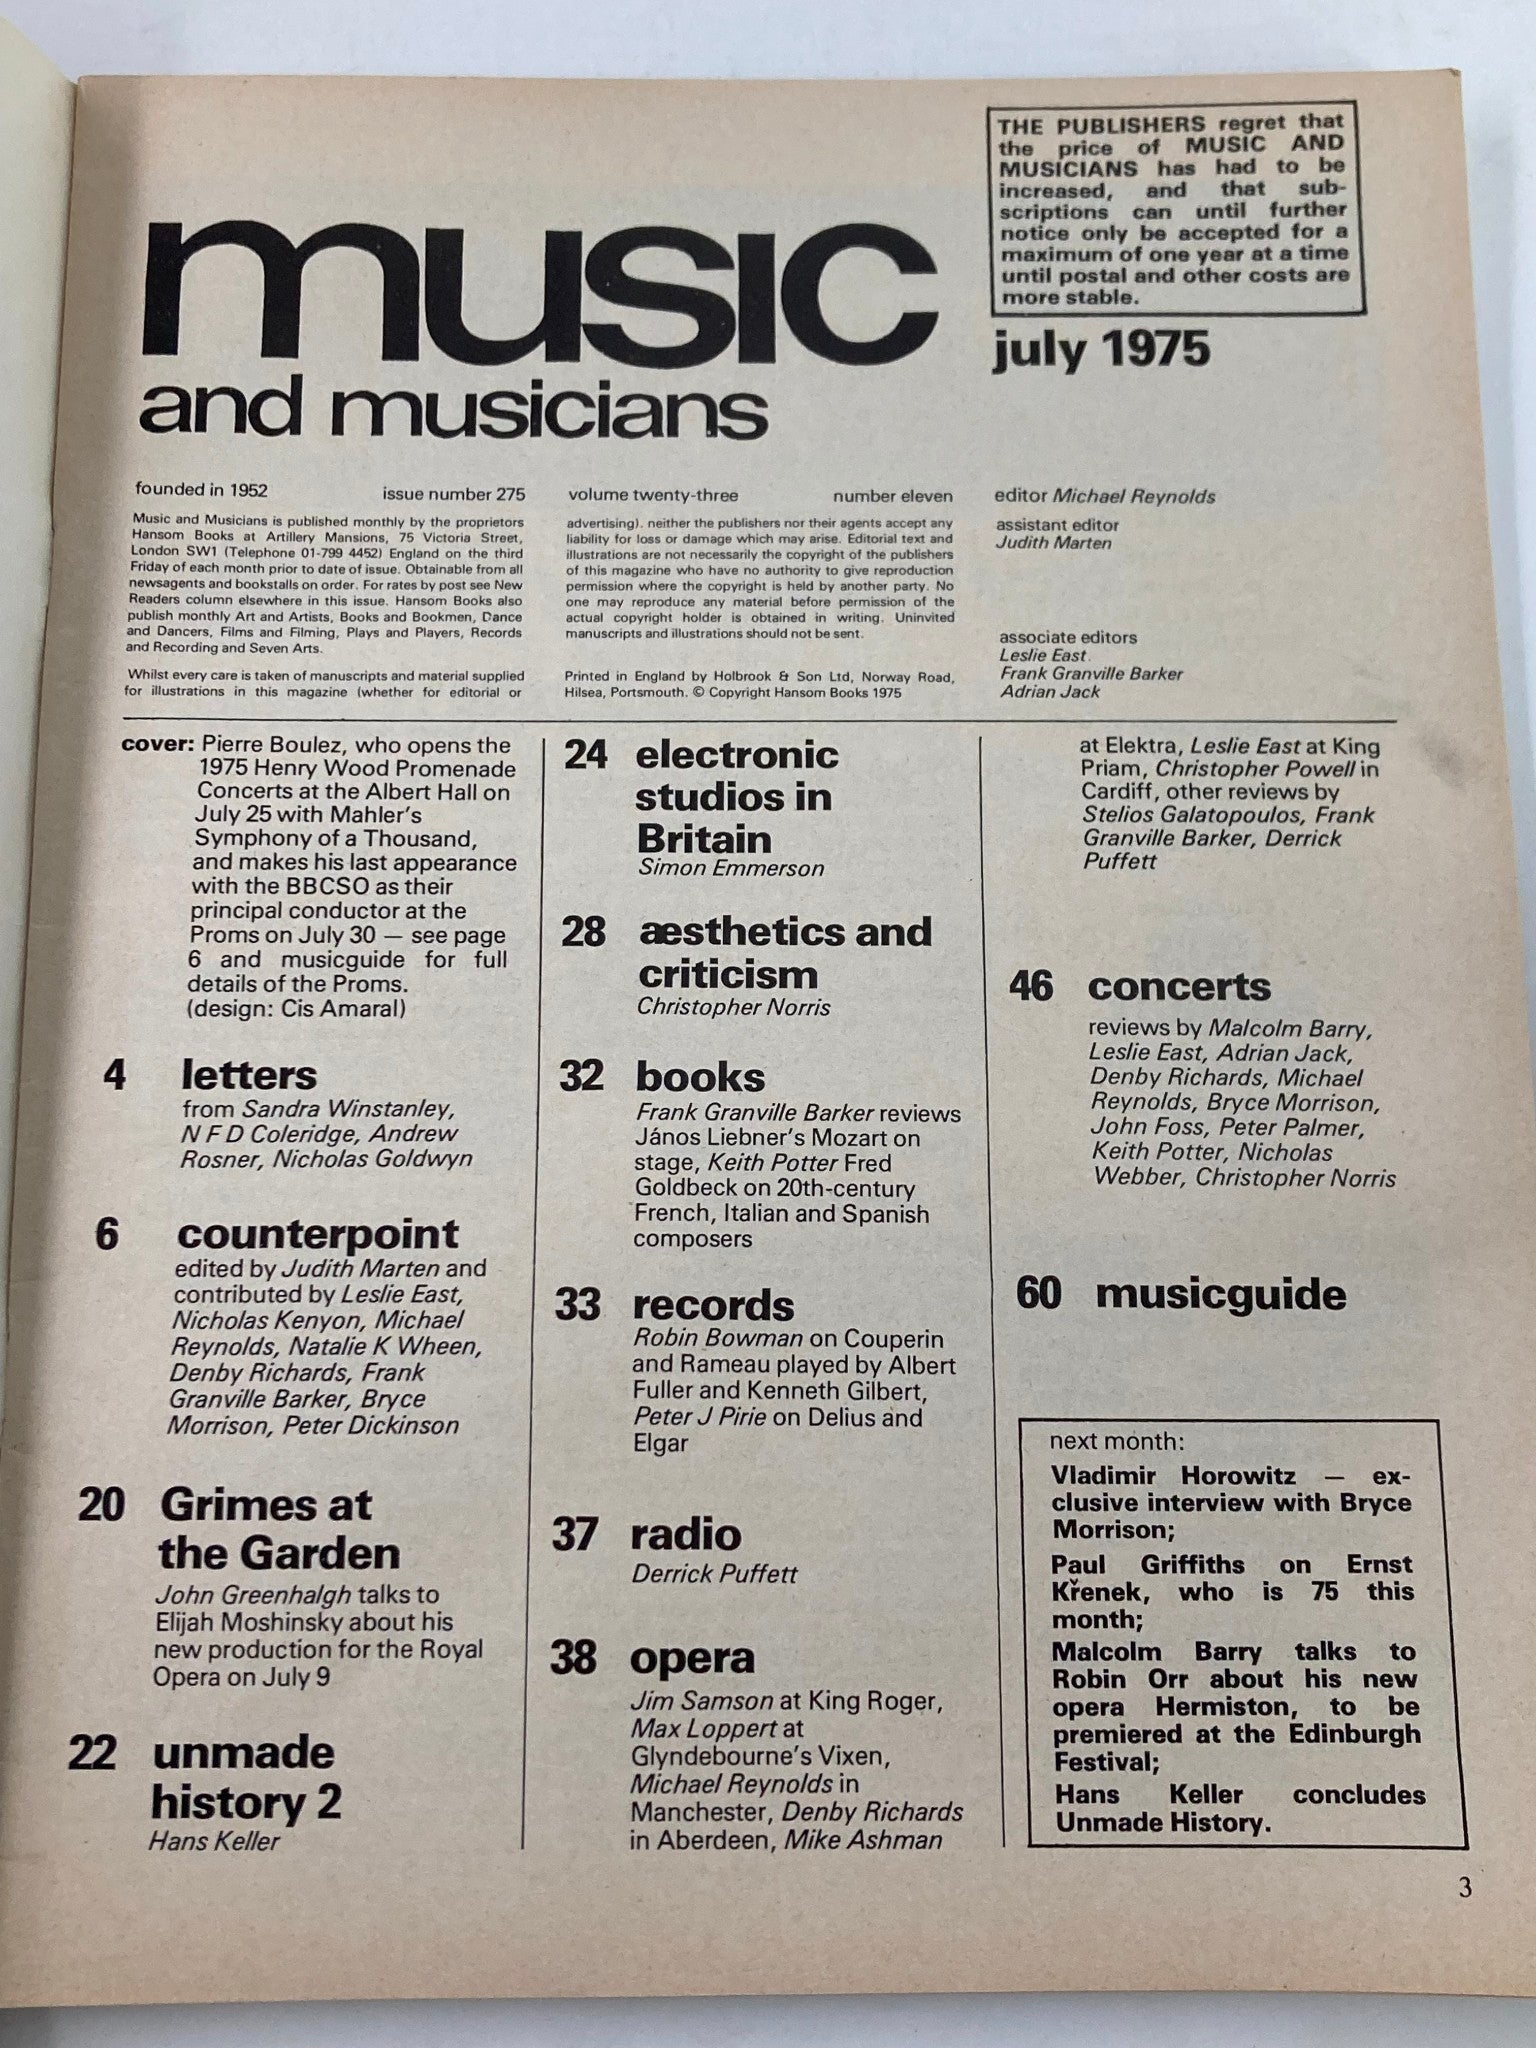 THE PUBLISHERS regret that
the price of MUSIC AND
MUSICIANS has had to be
increased, and that sub-
scriptions can until further
notice only be accepted for a
maximum of one year at a time
until postal and other costs are
more stable.
music
and musicians
july 1975
founded in 1952 issue number 275
Music and Musicians is published monthly by the proprietors
Hansom Books at Artillery Mansions, 75 Victoria Street,
London SW1 (Telephone 01-799 4452) England on the third
Friday of each month prior to date of issue. Obtainable from all
newsagents and bookstalls on order. For rates by post see New
Readers column elsewhere in this issue. Hansom Books also
publish monthly Art and Artists, Books and Bookmen, Dance
and Dancers, Films and Filming, Plays and Players, Records
and Recording and Seven Arts.
Whilst every care is taken of manuscripts and material supplied
for illustrations in this magazine (whether for editorial or
volume twenty-three number eleven
advertising). neither the publishers nor their agents accept any
liability for loss or damage which may arise. Editorial text and
illustrations are not necessarily the copyright of the publishers
of this magazine who have no authority to give reproduction
permission where the copyright is held by another party. No
one may reproduce any material before permission of the
actual copyright holder is obtained in writing. Uninvited
manuscripts and illustrations should not be sent.
Printed in England by Holbrook & Son Ltd, Norway Road,
Hilsea, Portsmouth. © Copyright Hansom Books 1975
editor Michael Reynolds
assistant editor
Judith Marten
associate editors
Leslie East
Frank Granville Barker
Adrian Jack
cover: Pierre Boulez, who opens the
1975 Henry Wood Promenade
Concerts at the Albert Hall on
July 25 with Mahler's
Symphony of a Thousand,
and makes his last appearance
with the BBCSO as their
principal conductor at the
Proms on July 30 — see page
6 and musicguide for full
details of the Proms.
(design: Cis Amaral)
4 letters
from Sandra Winstanley,
N F D Coleridge, Andrew
Rosner, Nicholas Goldwyn
6 counterpoint
edited by Judith Marten and
contributed by Leslie East,
Nicholas Kenyon, Michael
Reynolds, Natalie K Wheen,
Denby Richards, Frank
Granville Barker, Bryce
Morrison, Peter Dickinson
20 Grimes at
the Garden
John Greenhalgh talks to
Elijah Moshinsky about his
new production for the Royal
Opera on July 9
22 unmade
history 2
Hans Keller
24 electronic
studios in
Britain
Simon Emmerson
28 æsthetics and
criticism
Christopher Norris
32 books
Frank Granville Barker reviews
János Liebner's Mozart on
stage, Keith Potter Fred
Goldbeck on 20th-century
French, Italian and Spanish
composers
33 records
Robin Bowman on Couperin
and Rameau played by Albert
Fuller and Kenneth Gilbert,
Peter J Pirie on Delius and
Elgar
37 radio
Derrick Puffett
38 opera
Jim Samson at King Roger,
Max Loppert at
Glyndebourne's Vixen,
Michael Reynolds in
Manchester, Denby Richards
in Aberdeen, Mike Ashman
at Elektra, Leslie East at King
Priam, Christopher Powell in
Cardiff, other reviews by
Stelios Galatopoulos, Frank
Granville Barker, Derrick
Puffett
46 concerts
reviews by Malcolm Barry,
Leslie East, Adrian Jack,
Denby Richards, Michael
Reynolds, Bryce Morrison,
John Foss, Peter Palmer,
Keith Potter, Nicholas
Webber, Christopher Norris
60 musicguide
next month:
Vladimir Horowitz — ex-
clusive interview with Bryce
Morrison;
Paul Griffiths on Ernst
Křenek, who is 75 this
month;
Malcolm Barry talks to
Robin Orr about his new
opera Hermiston, to be
premiered at the Edinburgh
Festival;
Hans Keller concludes
Unmade History.
3